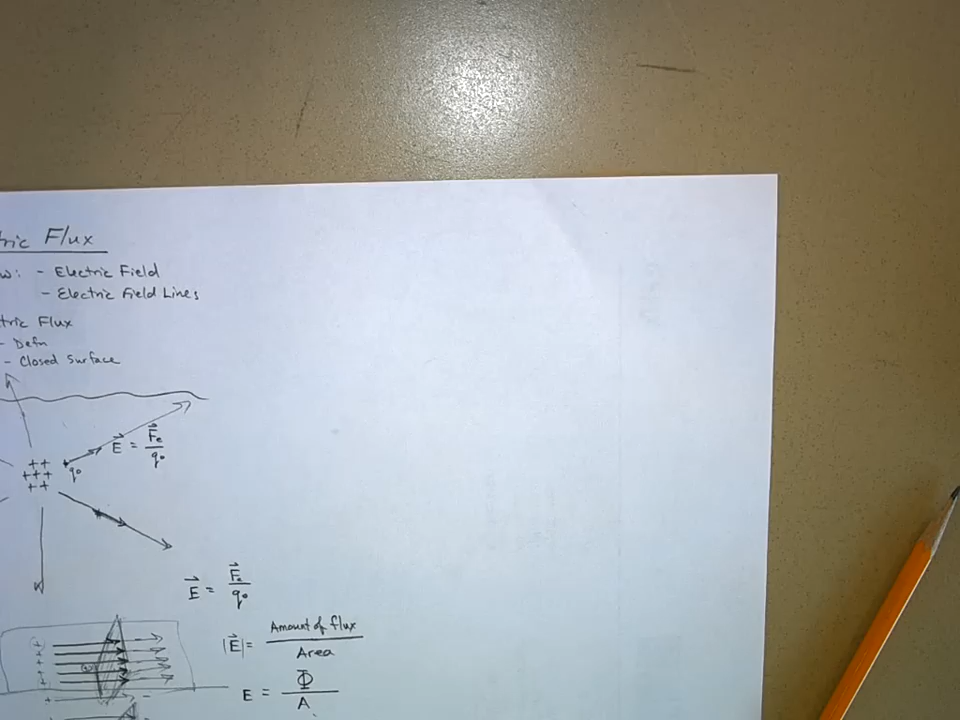 tric Flux
w: - Electric Field
- Electric Field Lines
tric Flux
- Defn
- Closed Surface
E = Fe / q₀
q₀
++
+++
++
E = Fe / q₀
|E| = Amount of flux / Area
E = Φ / A